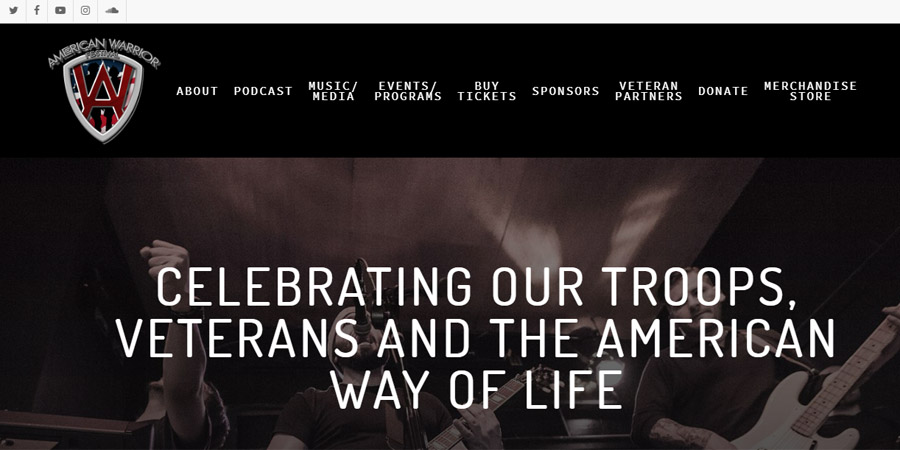 AMERICAN WARRIOR
FESTIVAL
ABOUT
PODCAST
MUSIC/
MEDIA
EVENTS/
PROGRAMS
BUY
TICKETS
SPONSORS
VETERAN
PARTNERS
DONATE
MERCHANDISE
STORE
CELEBRATING OUR TROOPS,
VETERANS AND THE AMERICAN
WAY OF LIFE